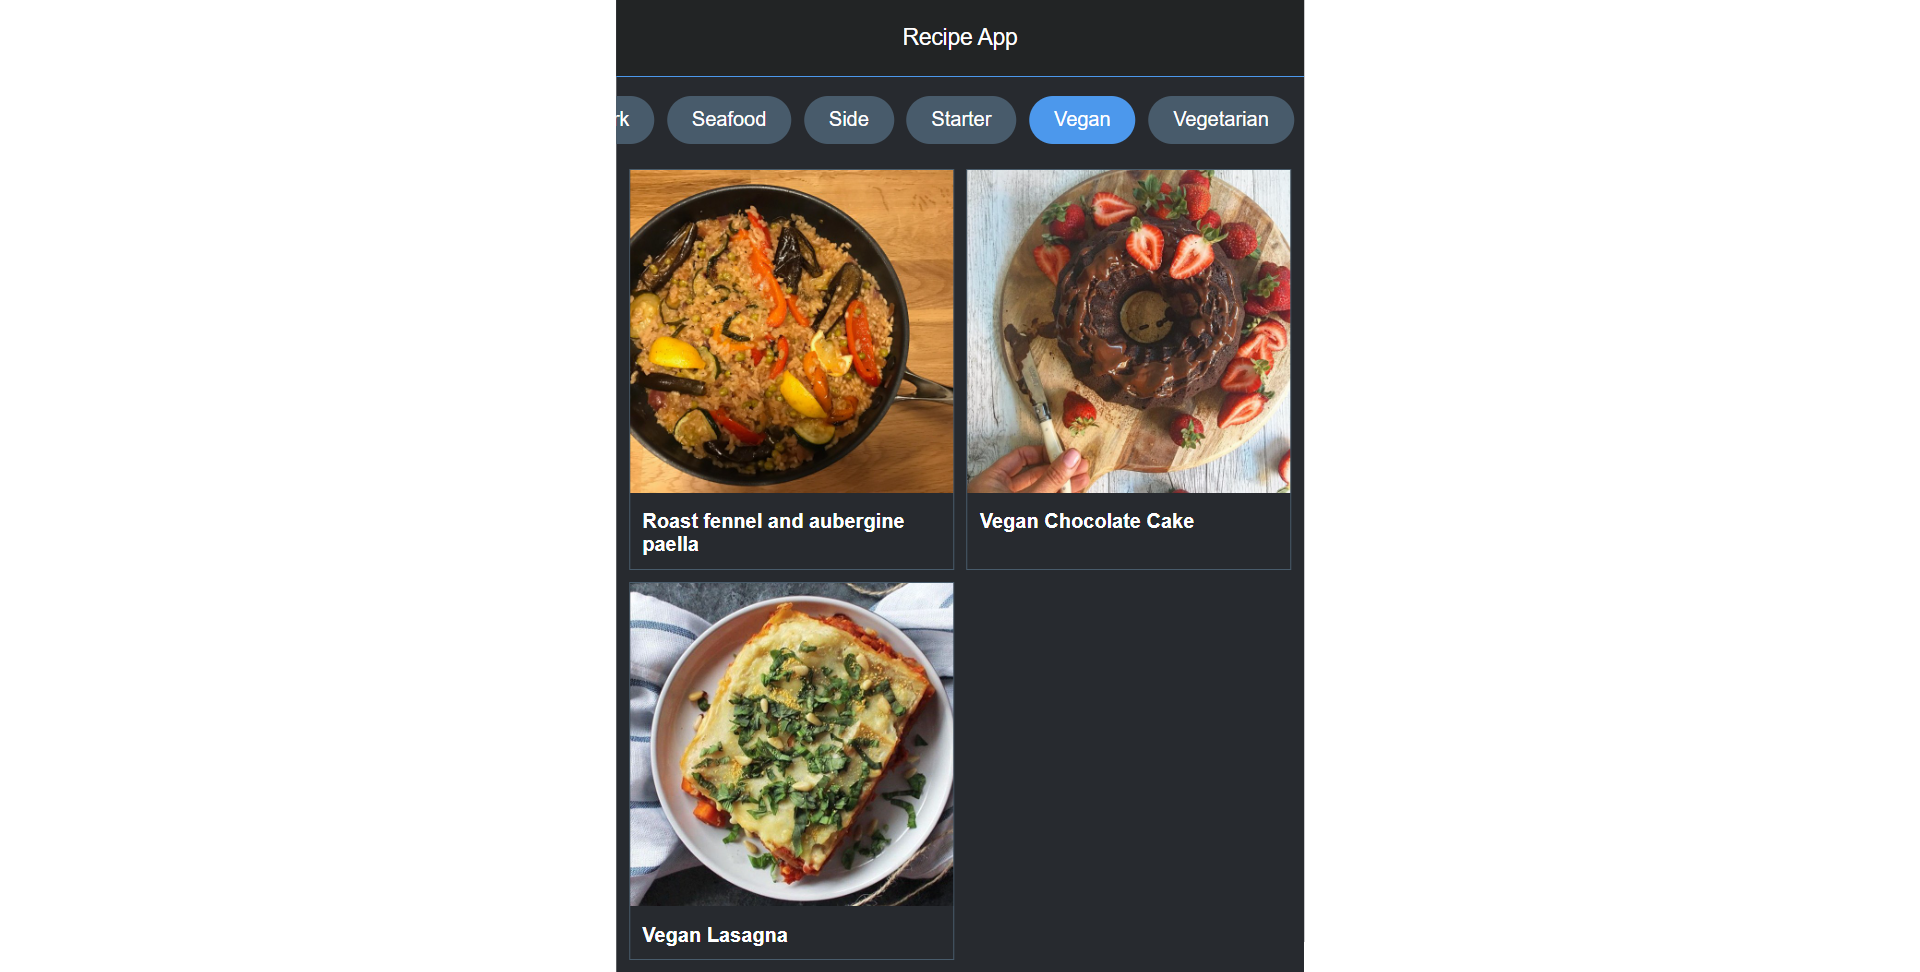 Recipe App
rk Seafood Side Starter Vegan Vegetarian
Roast fennel and aubergine
paella
Vegan Chocolate Cake
Vegan Lasagna